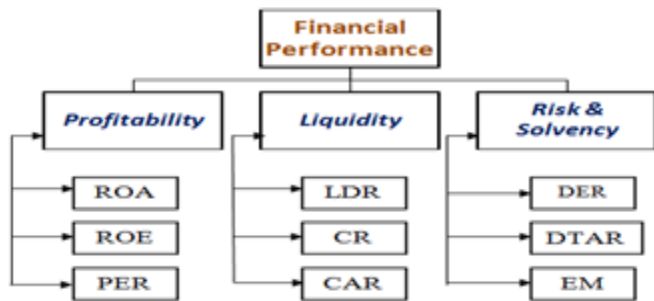 Financial
Performance
Profitability
Liquidity
Risk &
Solvency
ROA
LDR
DER
ROE
CR
DTAR
PER
CAR
EM